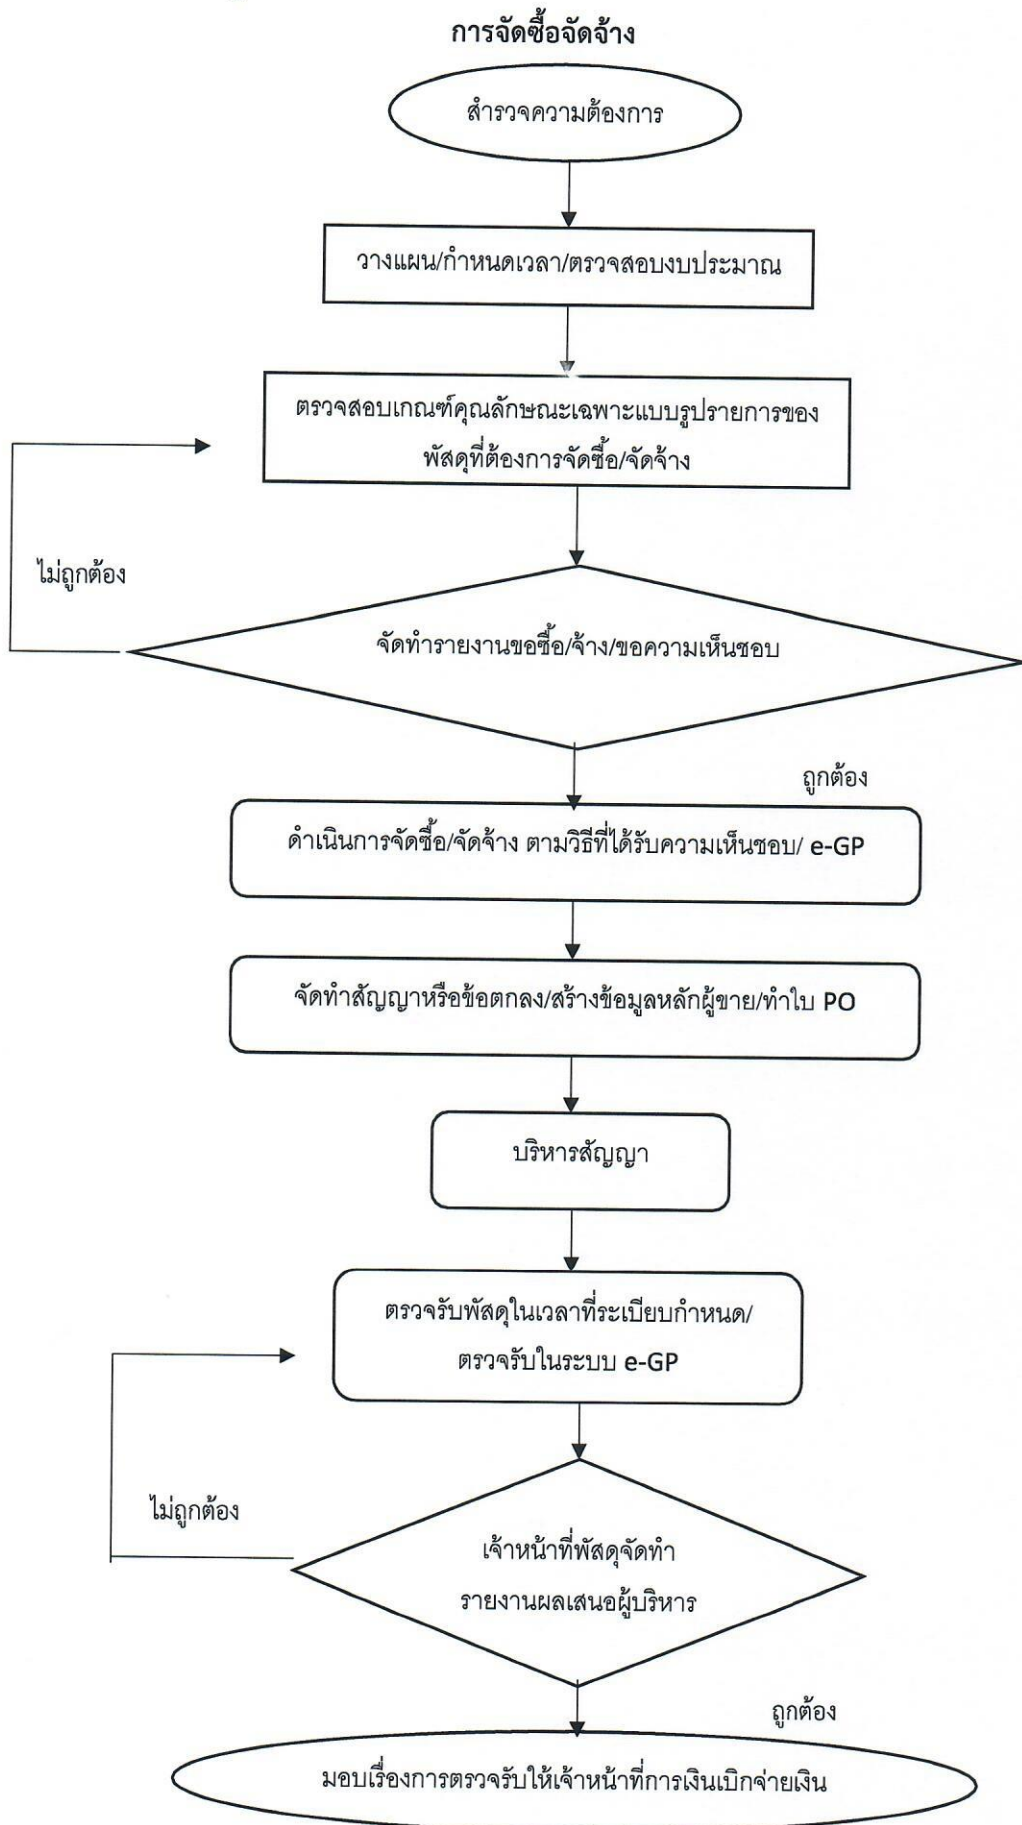 การจัดซื้อจัดจ้าง
สำรวจความต้องการ
วางแผน/กำหนดเวลา/ตรวจสอบงบประมาณ
ตรวจสอบเกณฑ์คุณลักษณะเฉพาะแบบรูปรายการของ
พัสดุที่ต้องการจัดซื้อ/จัดจ้าง
ไม่ถูกต้อง
จัดทำรายงานขอซื้อ/จ้าง/ขอความเห็นชอบ
ถูกต้อง
ดำเนินการจัดซื้อ/จัดจ้าง ตามวิธีที่ได้รับความเห็นชอบ/ e-GP
จัดทำสัญญาหรือข้อตกลง/สร้างข้อมูลหลักผู้ขาย/ทำใบ PO
บริหารสัญญา
ตรวจรับพัสดุในเวลาที่ระเบียบกำหนด/
ตรวจรับในระบบ e-GP
ไม่ถูกต้อง
เจ้าหน้าที่พัสดุจัดทำ
รายงานผลเสนอผู้บริหาร
ถูกต้อง
มอบเรื่องการตรวจรับให้เจ้าหน้าที่การเงินเบิกจ่ายเงิน